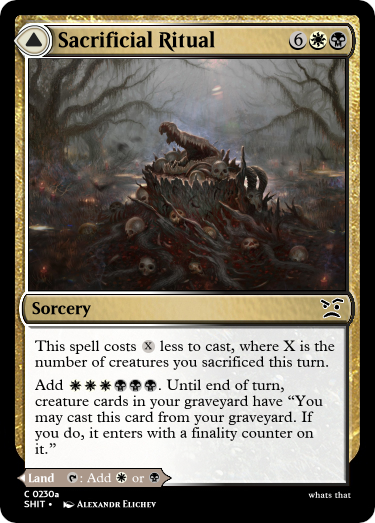 Sacrificial Ritual 6
Sorcery
This spell costs X less to cast, where X is the
number of creatures you sacrificed this turn.
Add . Until end of turn,
creature cards in your graveyard have “You
may cast this card from your graveyard. If
you do, it enters with a finality counter on
it.”
Land : Add or .
C 0230a
SHIT • Alexandr Elichev
whats that